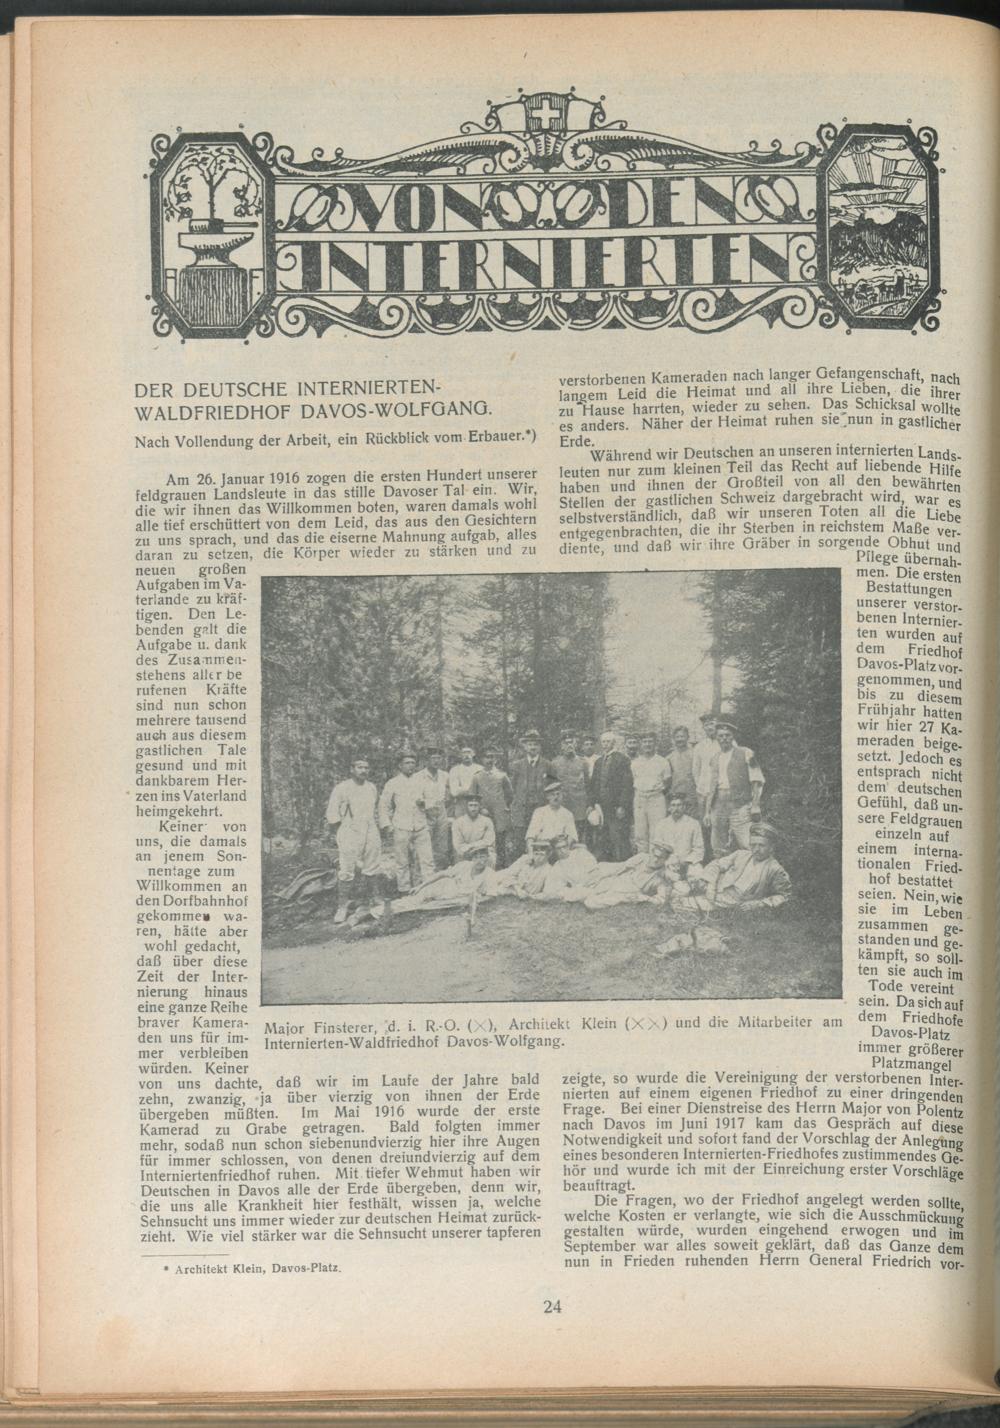 VON DEN
INTERNIERTEN
A F.
DER DEUTSCHE INTERNIERTEN-
WALDFRIEDHOF DAVOS-WOLFGANG.
Nach Vollendung der Arbeit, ein Rückblick vom Erbauer.*)
Am 26. Januar 1916 zogen die ersten Hundert unserer
feldgrauen Landsleute in das stille Davoser Tal ein. Wir,
die wir ihnen das Willkommen boten, waren damals wohl
alle tief erschüttert von dem Leid, das aus den Gesichtern
zu uns sprach, und das die eiserne Mahnung aufgab, alles
daran zu setzen, die Körper wieder zu stärken und zu
neuen großen
Aufgaben im Va-
terlande zu kräf-
tigen. Den Le-
benden galt die
Aufgabe u. dank
des Zusammen-
stehens aller be
rufenen Kräfte
sind nun schon
mehrere tausend
auch aus diesem
gastlichen Tale
gesund und mit
dankbarem Her-
zen ins Vaterland
heimgekehrt.
Keiner von
uns, die damals
an jenem Son-
nentage zum
Willkommen an
den Dorfbahnhof
gekommen wa-
ren, hätte aber
wohl gedacht,
daß über diese
Zeit der Inter-
nierung hinaus
eine ganze Reihe
braver Kamera-
den uns für im-
mer verbleiben
würden. Keiner
von uns dachte, daß wir im Laufe der Jahre bald
zehn, zwanzig, ja über vierzig von ihnen der Erde
übergeben müßten. Im Mai 1916 wurde der erste
Kamerad zu Grabe getragen. Bald folgten immer
mehr, sodaß nun schon siebenundvierzig hier ihre Augen
für immer schlossen, von denen dreiundvierzig auf dem
Interniertenfriedhof ruhen. Mit tiefer Wehmut haben wir
Deutschen in Davos alle der Erde übergeben, denn wir,
die uns alle Krankheit hier festhält, wissen ja, welche
Sehnsucht uns immer wieder zur deutschen Heimat zurück-
zieht. Wie viel stärker war die Sehnsucht unserer tapferen
* Architekt Klein, Davos-Platz.
verstorbenen Kameraden nach langer Gefangenschaft, nach
langem Leid die Heimat und all ihre Lieben, die ihrer
zu Hause harrten, wieder zu sehen. Das Schicksal wollte
es anders. Näher der Heimat ruhen sie nun in gastlicher
Erde.
Während wir Deutschen an unseren internierten Lands-
leuten nur zum kleinen Teil das Recht auf liebende Hilfe
haben und ihnen der Großteil von all den bewährten
Stellen der gastlichen Schweiz dargebracht wird, war es
selbstverständlich, daß wir unseren Toten all die Liebe
entgegenbrachten, die ihr Sterben in reichstem Maße ver-
diente, und daß wir ihre Gräber in sorgende Obhut und
Pflege übernah-
men. Die ersten
Bestattungen
unserer verstor-
benen Internier-
ten wurden auf
dem Friedhof
Davos-Platz vor-
genommen, und
bis zu diesem
Frühjahr hatten
wir hier 27 Ka-
meraden beige-
setzt. Jedoch es
entsprach nicht
dem deutschen
Gefühl, daß un-
sere Feldgrauen
einzeln auf
einem interna-
tionalen Fried-
hof bestattet
seien. Nein, wie
sie im Leben
zusammen ge-
standen und ge-
kämpft, so soll-
ten sie auch im
Tode vereint
sein. Da sich auf
dem Friedhofe
Davos-Platz
immer größerer
Platzmangel
zeigte, so wurde die Vereinigung der verstorbenen Inter-
nierten auf einem eigenen Friedhof zu einer dringenden
Frage. Bei einer Dienstreise des Herrn Major von Polentz
nach Davos im Juni 1917 kam das Gespräch auf diese
Notwendigkeit und sofort fand der Vorschlag der Anlegung
eines besonderen Internierten-Friedhofes zustimmendes Ge-
hör und wurde ich mit der Einreichung erster Vorschläge
beauftragt.
Die Fragen, wo der Friedhof angelegt werden sollte,
welche Kosten er verlangte, wie sich die Ausschmückung
gestalten würde, wurden eingehend erwogen und im
September war alles soweit geklärt, daß das Ganze dem
nun in Frieden ruhenden Herrn General Friedrich vor-
Major Finsterer, d. i. R.-O. (×), Architekt Klein (××) und die Mitarbeiter am
Internierten-Waldfriedhof Davos-Wolfgang.
24